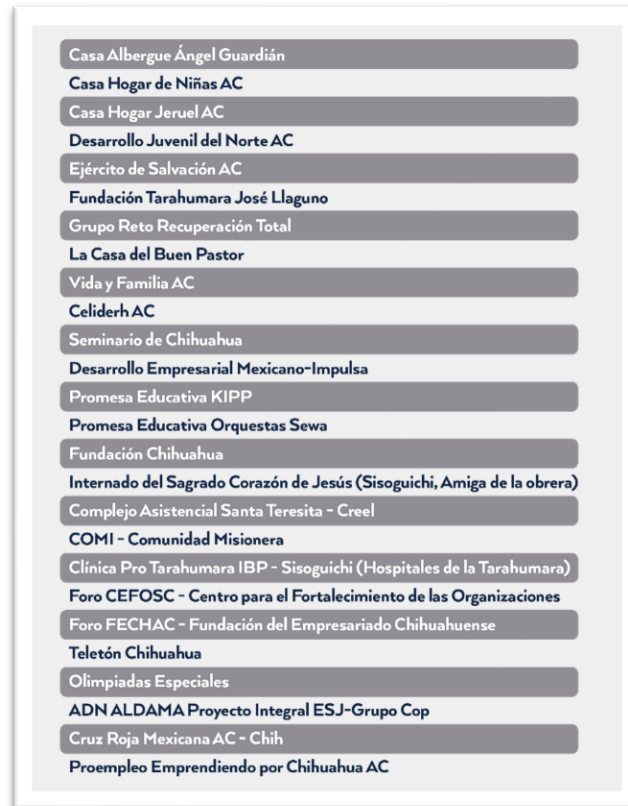 Casa Albergue Ángel Guardián
Casa Hogar de Niñas AC
Casa Hogar Jeruel AC
Desarrollo Juvenil del Norte AC
Ejército de Salvación AC
Fundación Tarahumara José Llaguno
Grupo Reto Recuperación Total
La Casa del Buen Pastor
Vida y Familia AC
Celiderh AC
Seminario de Chihuahua
Desarrollo Empresarial Mexicano-Impulsa
Promesa Educativa KIPP
Promesa Educativa Orquestas Sewa
Fundación Chihuahua
Internado del Sagrado Corazón de Jesús (Sisoguichi, Amiga de la obrera)
Complejo Asistencial Santa Teresita - Creel
COMI - Comunidad Misionera
Clínica Pro Tarahumara IBP - Sisoguichi (Hospitales de la Tarahumara)
Foro CEFOSC - Centro para el Fortalecimiento de las Organizaciones
Foro FECHAC - Fundación del Empresariado Chihuahuense
Teletón Chihuahua
Olimpiadas Especiales
ADN ALDAMA Proyecto Integral ESJ-Grupo Cop
Cruz Roja Mexicana AC - Chih
Proempleo Emprendiendo por Chihuahua AC